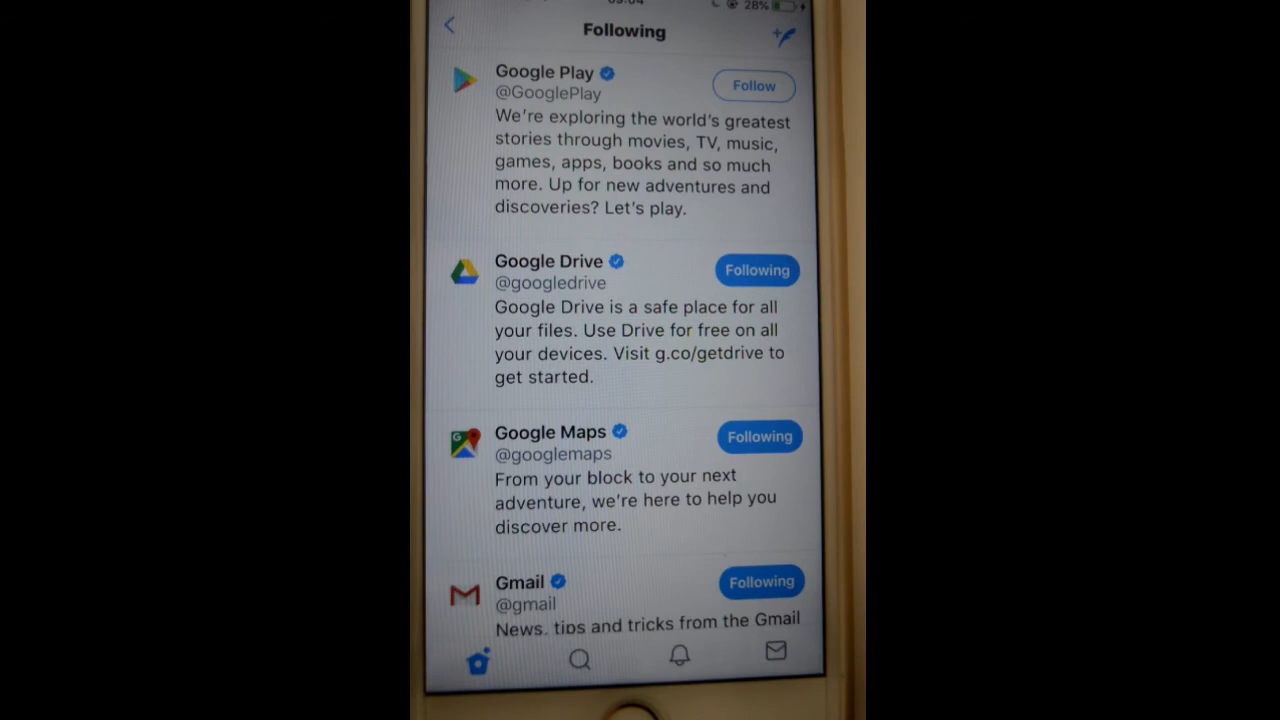 28%
Following
Google Play
@GooglePlay
Follow
We're exploring the world's greatest
stories through movies, TV, music,
games, apps, books and so much
more. Up for new adventures and
discoveries? Let's play.
Google Drive
@googledrive
Following
Google Drive is a safe place for all
your files. Use Drive for free on all
your devices. Visit g.co/getdrive to
get started.
Google Maps
@googlemaps
Following
From your block to your next
adventure, we're here to help you
discover more.
Gmail
@gmail
Following
News, tips and tricks from the Gmail